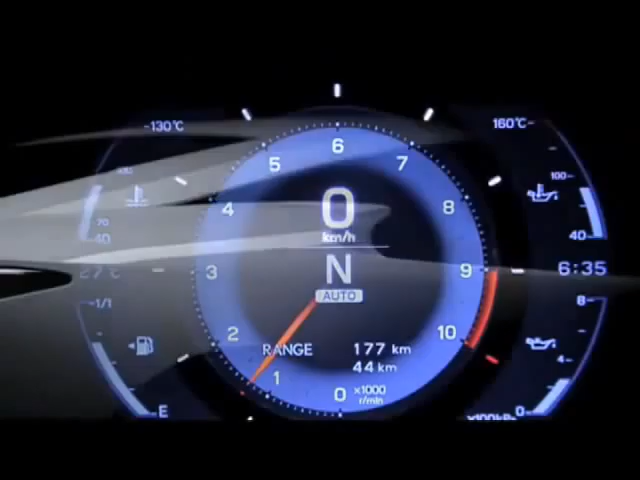 130°C
160°C
6
5
7
100
4
0
8
70
40
km/h
40
27°C
3
N
9
6:35
AUTO
1/1
8
2
10
RANGE 177 km
4
1
44 km
0 ×1000 r/min
E
0
×100kP